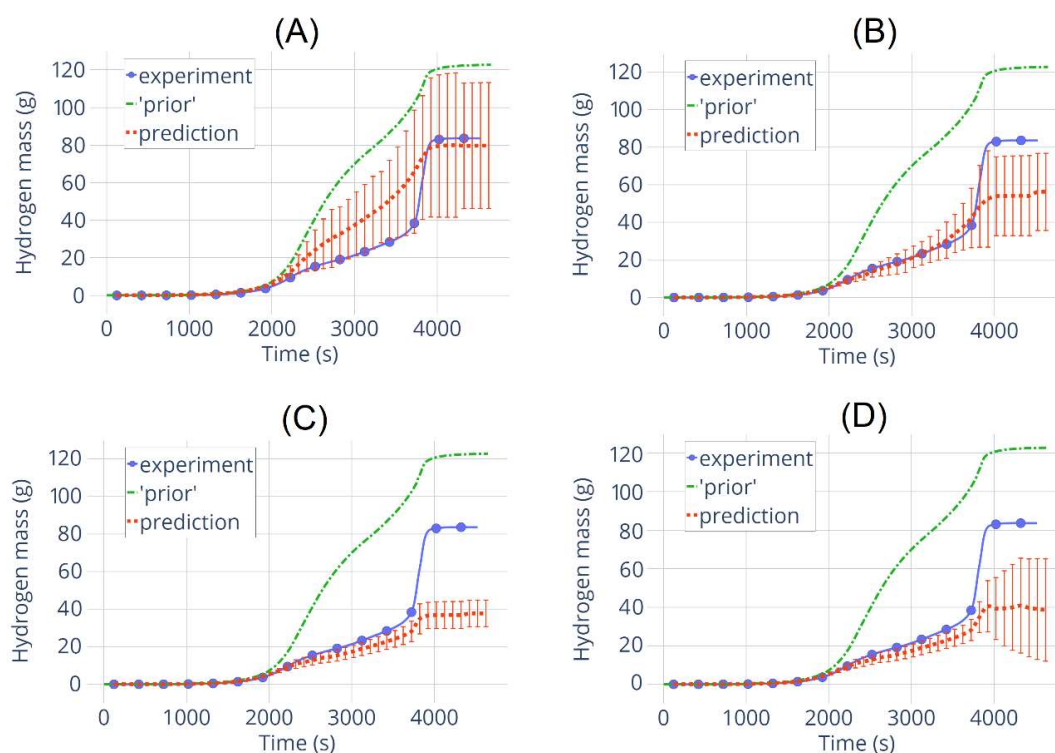 (A)
Hydrogen mass (g)
120
100
80
60
40
20
0
experiment
'prior'
prediction
0 1000 2000 3000 4000
Time (s)
(B)
Hydrogen mass (g)
120
100
80
60
40
20
0
experiment
'prior'
prediction
0 1000 2000 3000 4000
Time (s)
(C)
Hydrogen mass (g)
120
100
80
60
40
20
0
experiment
'prior'
prediction
0 1000 2000 3000 4000
Time (s)
(D)
Hydrogen mass (g)
120
100
80
60
40
20
0
experiment
'prior'
prediction
0 1000 2000 3000 4000
Time (s)